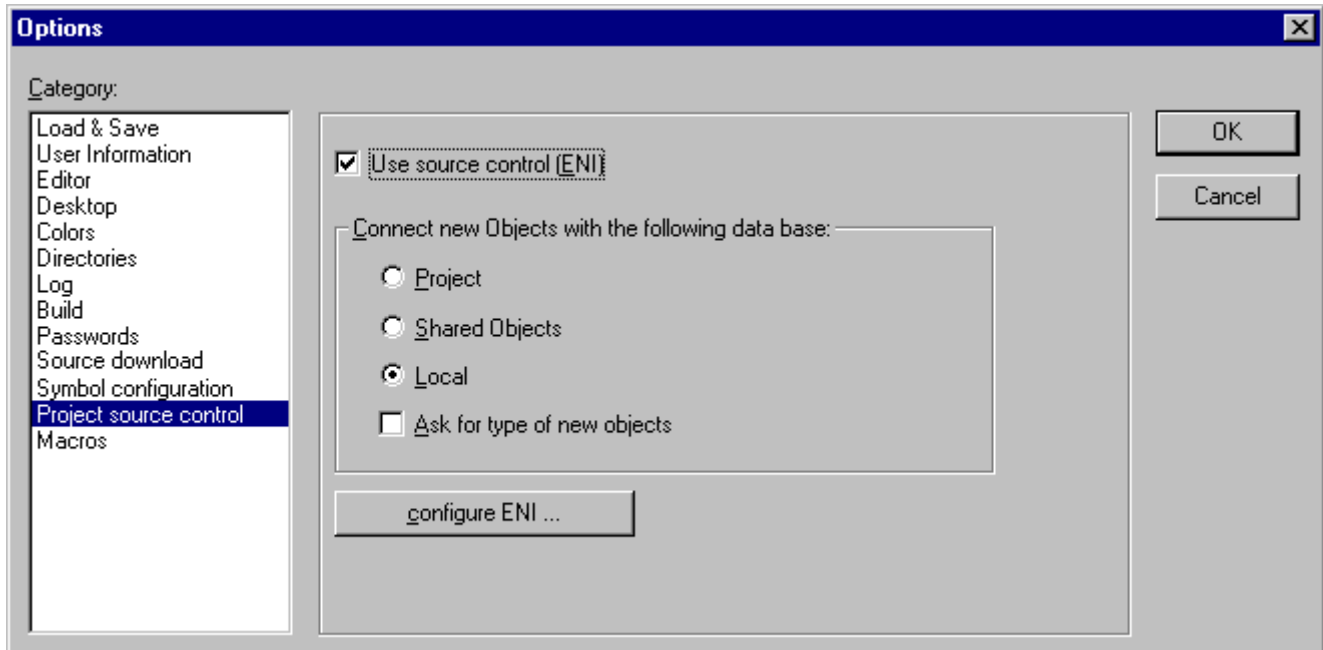 Options
Category:
Load & Save
User Information
Editor
Desktop
Colors
Directories
Log
Build
Passwords
Source download
Symbol configuration
Project source control
Macros
Use source control (ENI)
Connect new Objects with the following data base:
Project
Shared Objects
Local
Ask for type of new objects
configure ENI ...
OK
Cancel